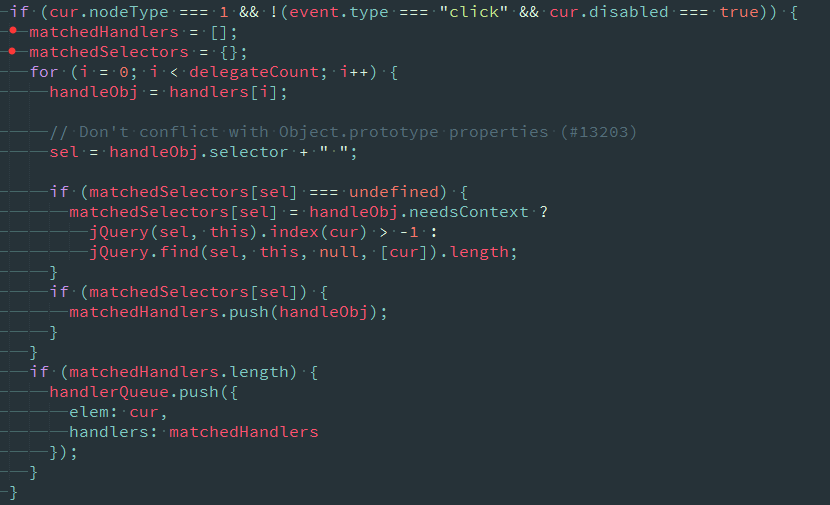 if (cur.nodeType === 1 && !(event.type === "click" && cur.disabled === true)) {
matchedHandlers = [];
matchedSelectors = {};
for (i = 0; i < delegateCount; i++) {
handleObj = handlers[i];
// Don't conflict with Object.prototype properties (#13203)
sel = handleObj.selector + " ";
if (matchedSelectors[sel] === undefined) {
matchedSelectors[sel] = handleObj.needsContext ?
jQuery(sel, this).index(cur) > -1 :
jQuery.find(sel, this, null, [cur]).length;
}
if (matchedSelectors[sel]) {
matchedHandlers.push(handleObj);
}
}
if (matchedHandlers.length) {
handlerQueue.push({
elem: cur,
handlers: matchedHandlers
});
}
}